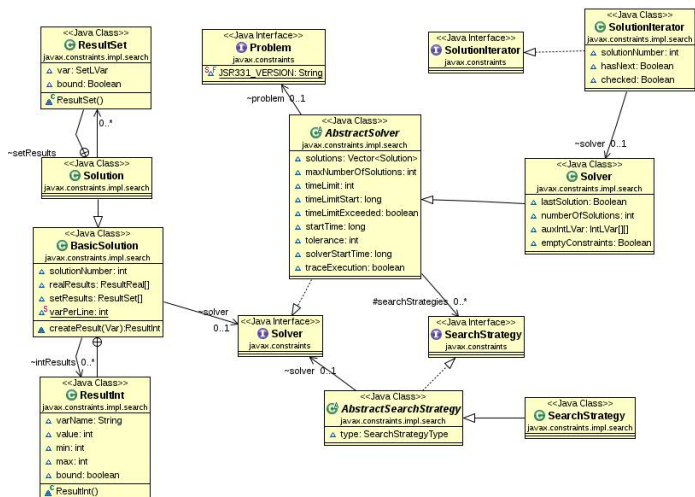 <<Java Class>>
ResultSet
javax.constraints.impl.search
var: SetLVar
bound: Boolean
ResultSet()
~setResults
0..*
<<Java Class>>
Solution
javax.constraints.impl.search
<<Java Class>>
BasicSolution
javax.constraints.impl.search
solutionNumber: int
realResults: ResultReal[]
setResults: ResultSet[]
varPerLine: int
createResult(Var):ResultInt
~intResults 0..*
<<Java Class>>
ResultInt
javax.constraints.impl.search
varName: String
value: int
min: int
max: int
bound: boolean
ResultInt()
<<Java Interface>>
Problem
javax.constraints
JSR331_VERSION: String
~problem 0..1
<<Java Class>>
AbstractSolver
javax.constraints.impl.search
solutions: Vector<Solution>
maxNumberOfSolutions: int
timeLimit: int
timeLimitStart: long
timeLimitExceeded: boolean
startTime: long
tolerance: int
solverStartTime: long
traceExecution: boolean
~solver
0..1
<<Java Interface>>
Solver
javax.constraints
#searchStrategies 0..*
<<Java Interface>>
SearchStrategy
javax.constraints
~solver 0..1
<<Java Class>>
AbstractSearchStrategy
javax.constraints.impl.search
type: SearchStrategyType
<<Java Class>>
SearchStrategy
javax.constraints.impl.search
<<Java Interface>>
SolutionIterator
javax.constraints
<<Java Class>>
SolutionIterator
javax.constraints.impl.search
solutionNumber: int
hasNext: Boolean
checked: Boolean
~solver 0..1
<<Java Class>>
Solver
javax.constraints.impl.search
lastSolution: Boolean
numberOfSolutions: int
auxIntLVar: IntLVar[][]
emptyConstraints: Boolean